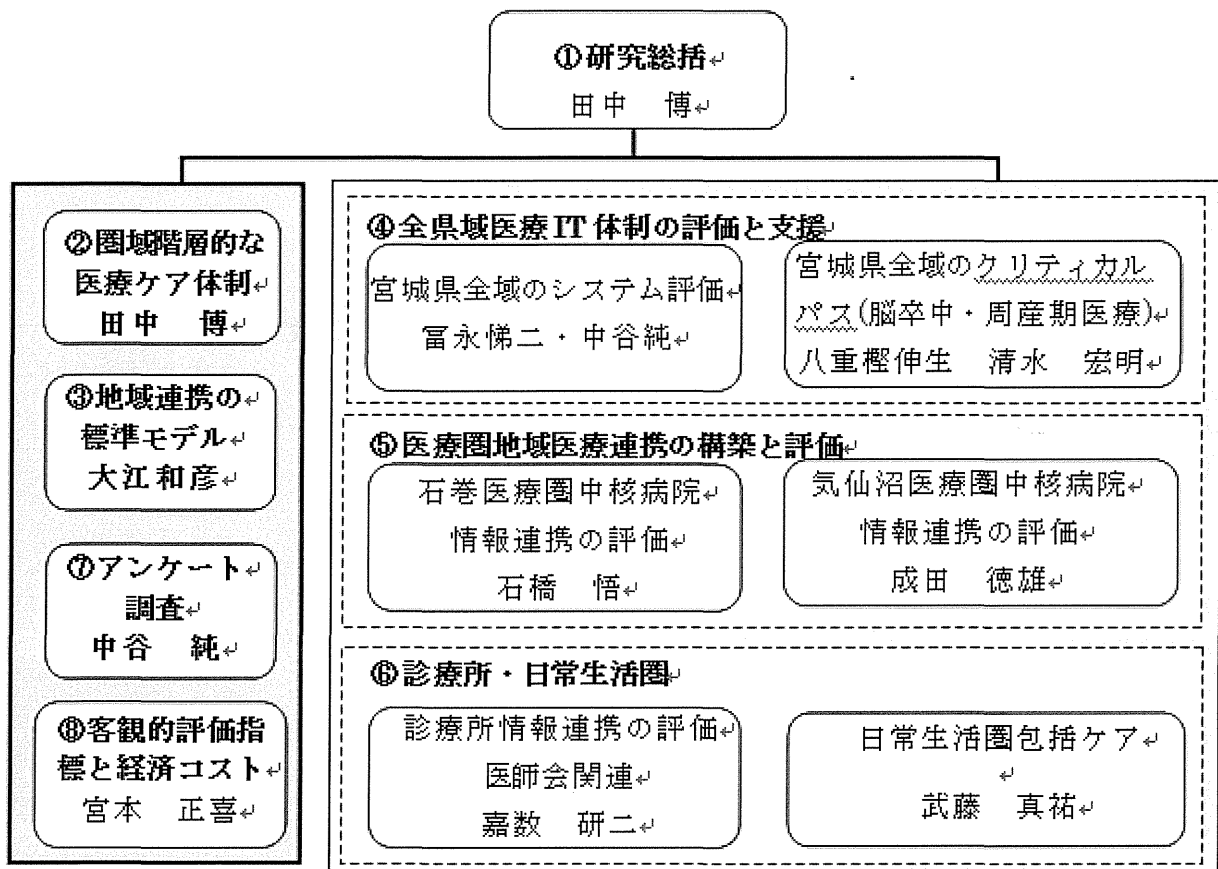 ①研究総括↵
田中　博↵
②圏域階層的な
医療ケア体制↵
田中　博↵
③地域連携の↵
標準モデル↵
大江和彦↵
⑦アンケート↵
調査↵
中谷　純↵
⑧客観的評価指
標と経済コスト↵
宮本　正喜↵
④全県域医療IT体制の評価と支援↵
宮城県全域のシステム評価↵
冨永悌二・中谷純↵
宮城県全域のクリティカル
パス(脳卒中・周産期医療)↵
八重樫伸生　清水　宏明↵
⑤医療圏地域医療連携の構築と評価↵
石巻医療圏中核病院↵
情報連携の評価↵
石橋　悟↵
気仙沼医療圏中核病院↵
情報連携の評価↵
成田　徳雄↵
⑥診療所・日常生活圏↵
診療所情報連携の評価↵
医師会関連↵
嘉数　研二↵
日常生活圏包括ケア↵
↵
武藤　真祐↵